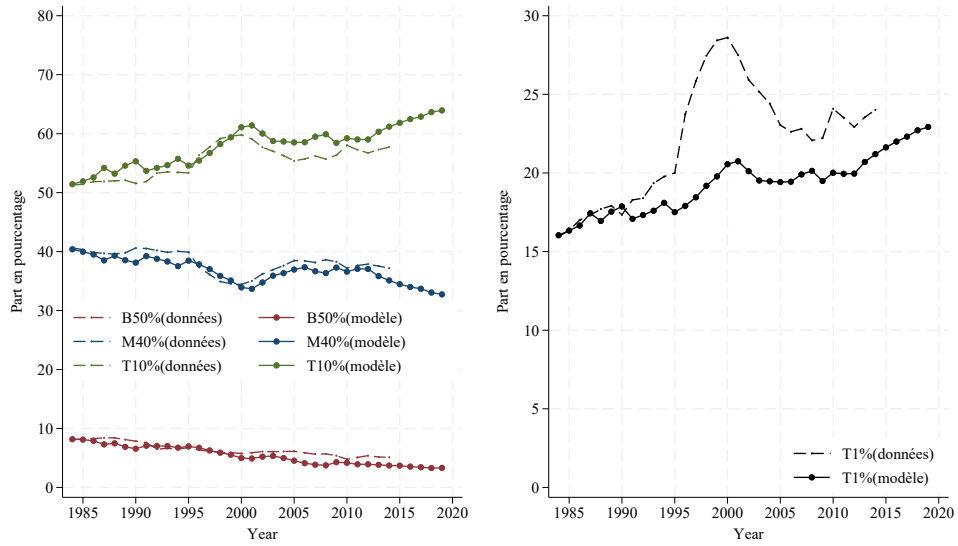 80
70
60
50
40
30
20
10
0
Part en pourcentage
B50%(données) B50%(modèle)
M40%(données) M40%(modèle)
T10%(données) T10%(modèle)
1985 1990 1995 2000 2005 2010 2015 2020
Year
30
25
20
15
10
5
0
Part en pourcentage
T1%(données)
T1%(modèle)
1985 1990 1995 2000 2005 2010 2015 2020
Year